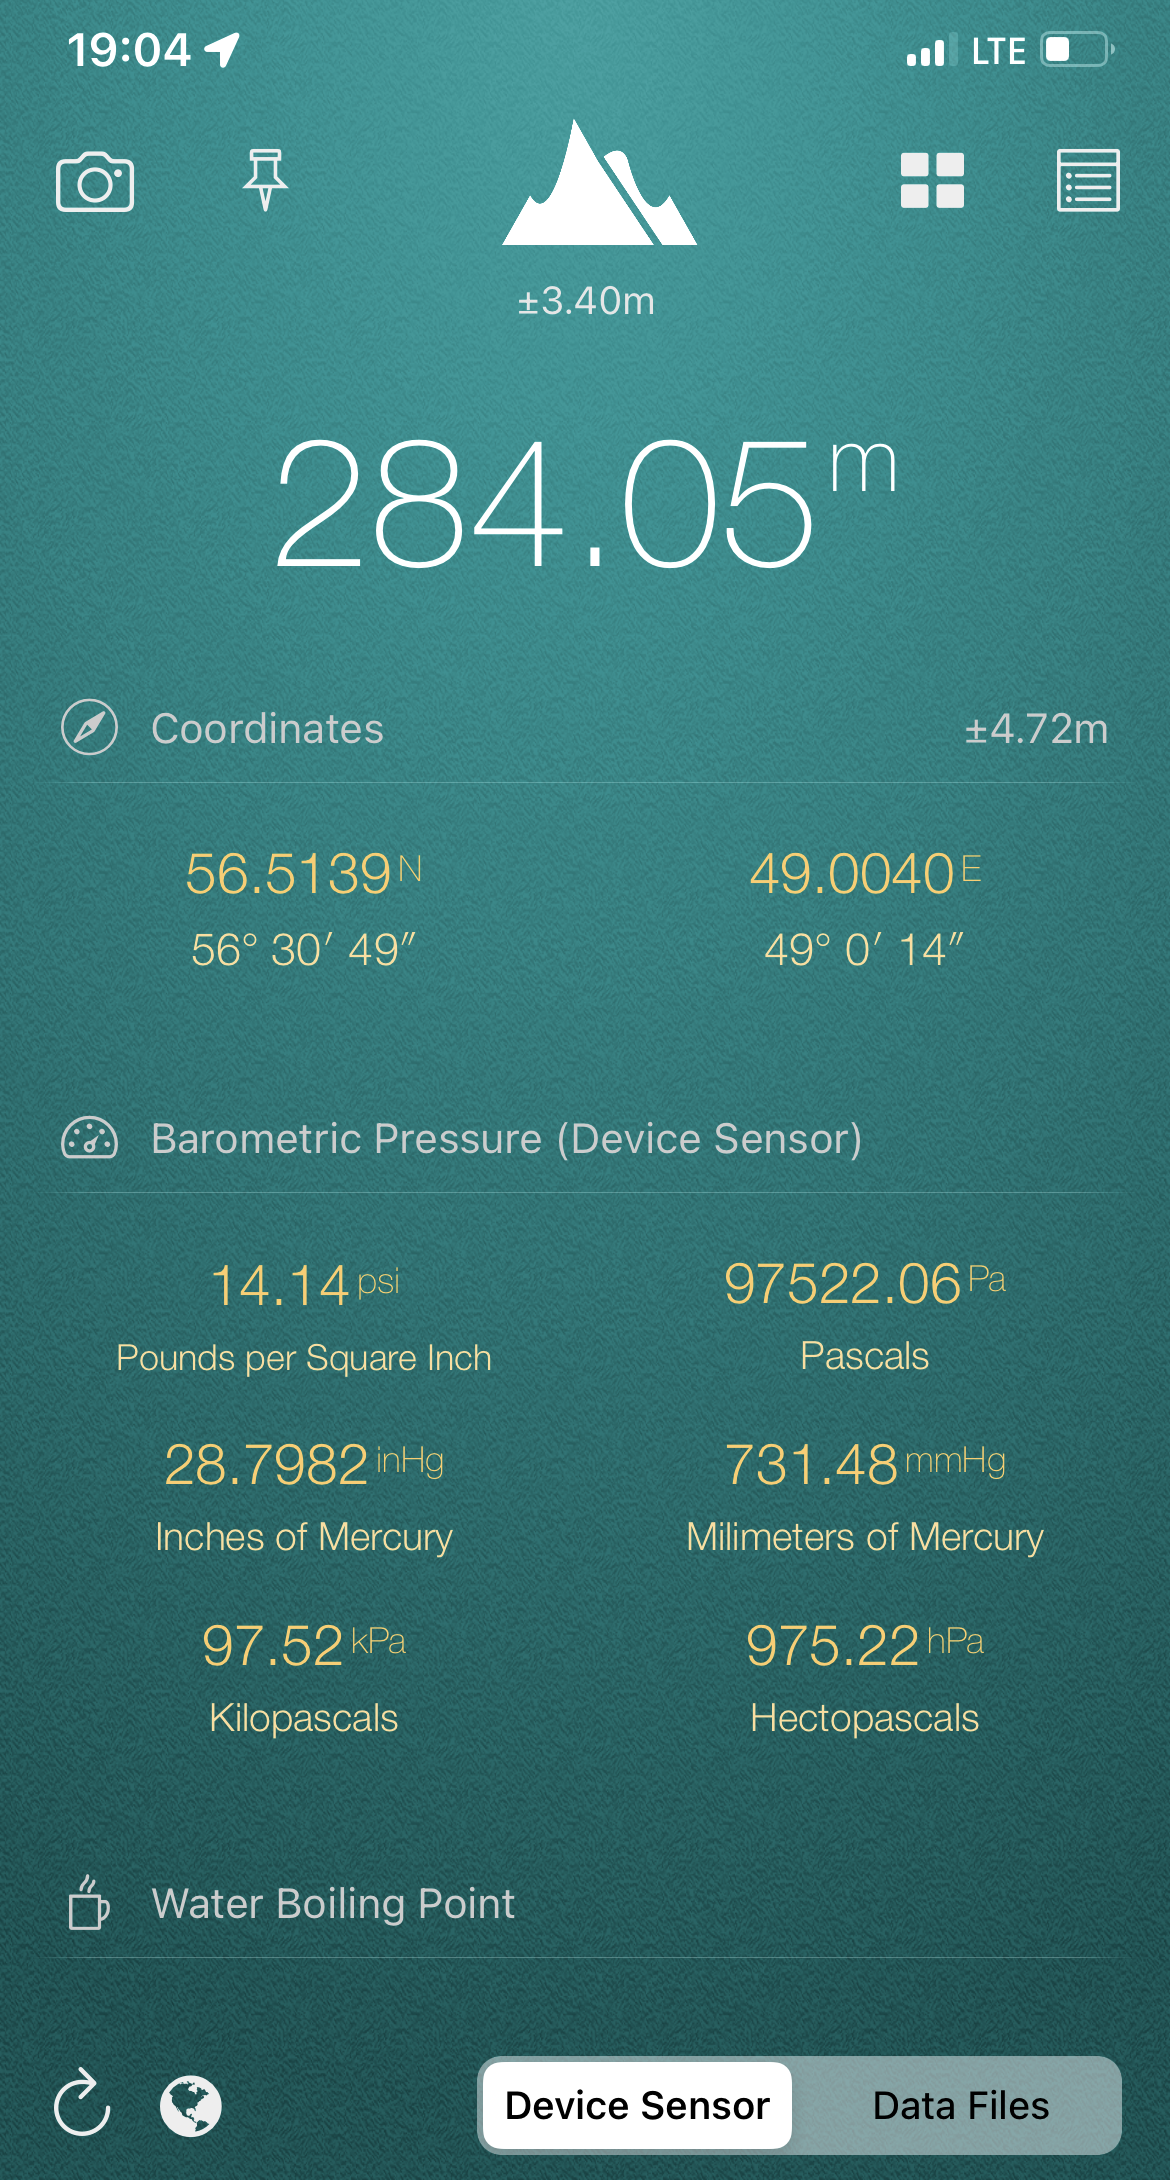 19:04 LTE
±3.40m
284.05 m
Coordinates ±4.72m
56.5139 N 49.0040 E
56° 30′ 49″ 49° 0′ 14″
Barometric Pressure (Device Sensor)
14.14 psi 97522.06 Pa
Pounds per Square Inch Pascals
28.7982 inHg 731.48 mmHg
Inches of Mercury Milimeters of Mercury
97.52 kPa 975.22 hPa
Kilopascals Hectopascals
Water Boiling Point
Device Sensor Data Files